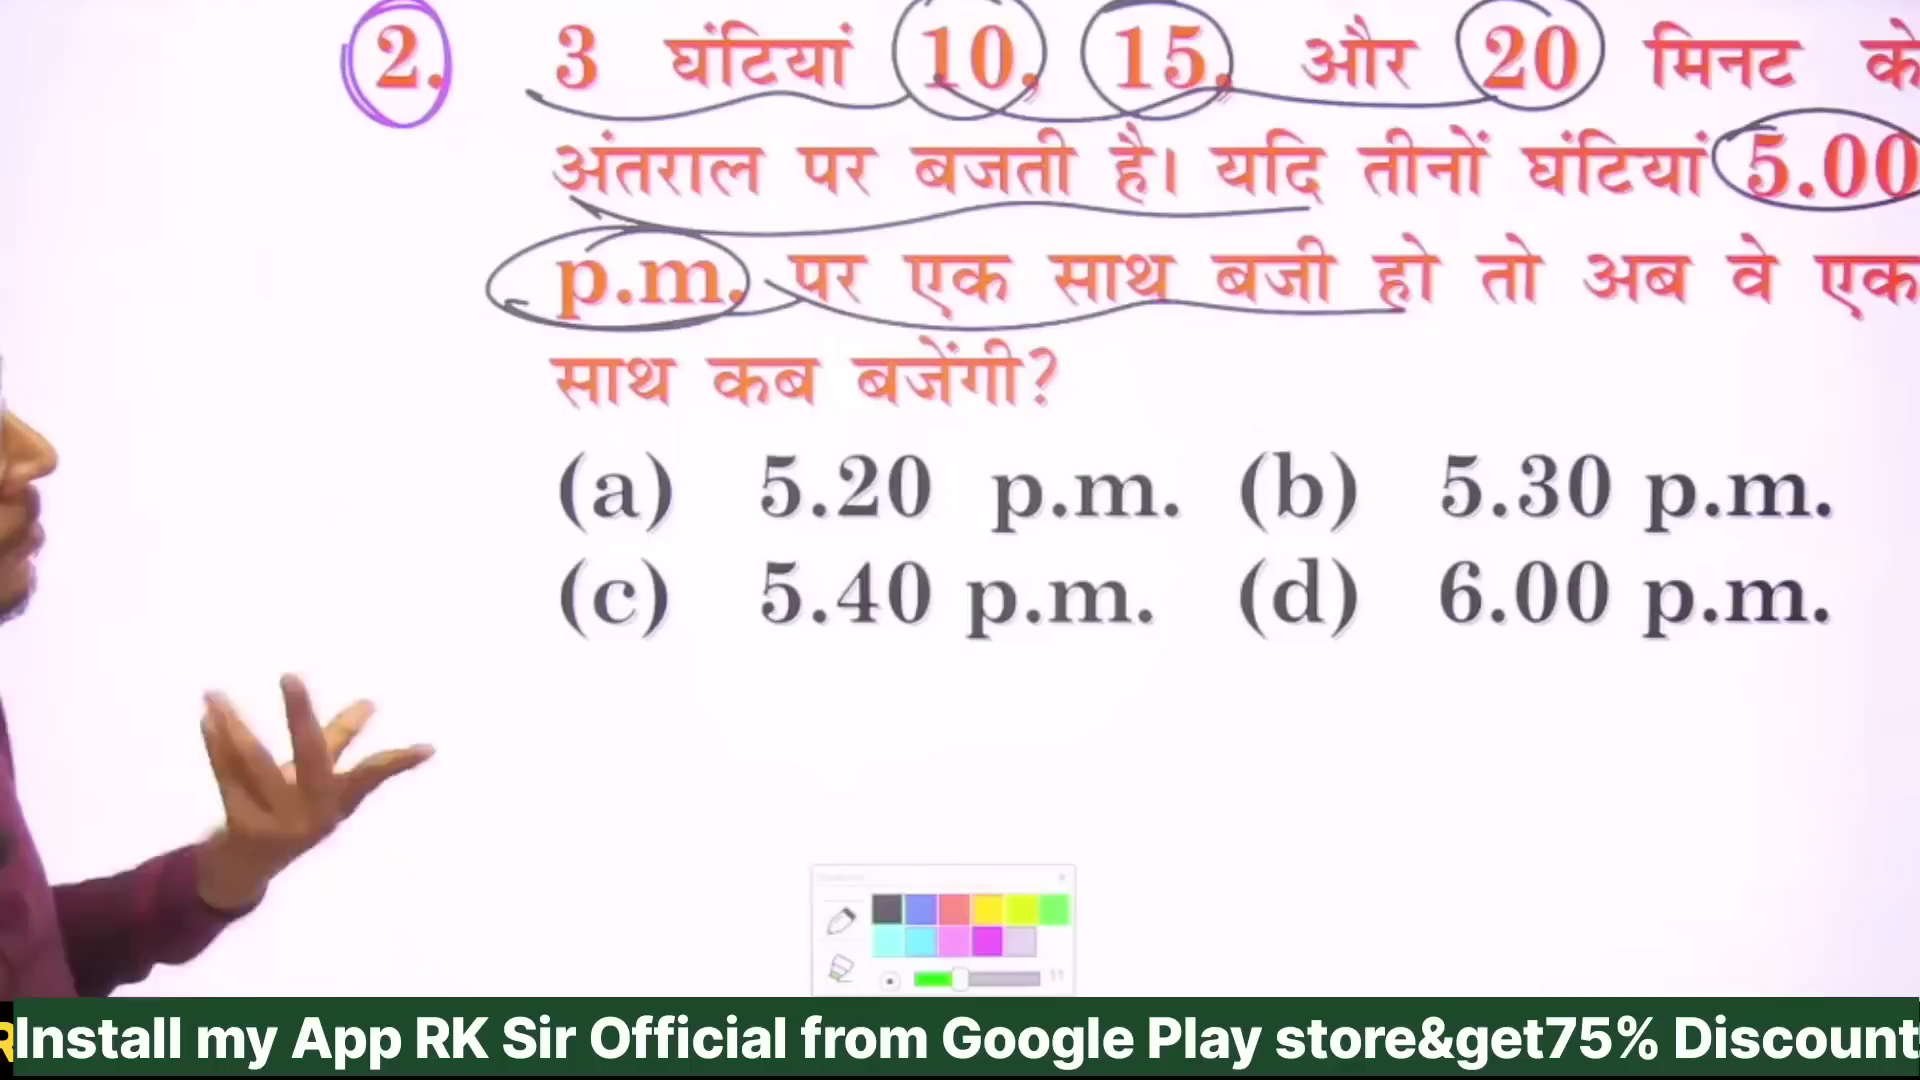 2. 3 घंटियां 10, 15, और 20 मिनट के
अंतराल पर बजती है। यदि तीनों घंटियां 5.00
p.m. पर एक साथ बजी हो तो अब वे एक
साथ कब बजेंगी?
(a) 5.20 p.m. (b) 5.30 p.m.
(c) 5.40 p.m. (d) 6.00 p.m.
11
Install my App RK Sir Official from Google Play store&get75% Discount